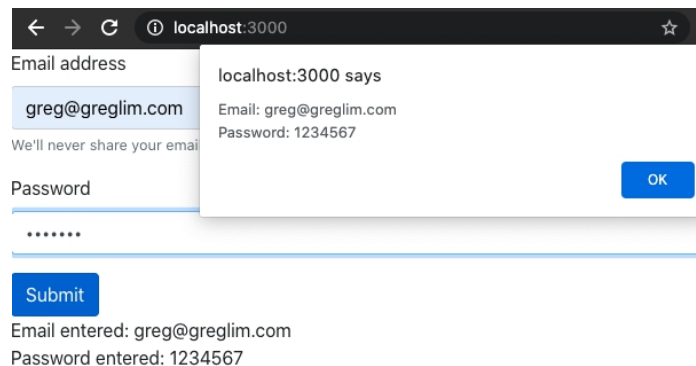 localhost:3000
Email address
localhost:3000 says
greg@greglim.com
Email: greg@greglim.com
Password: 1234567
We'll never share your emai
OK
Password
•••••••
Submit
Email entered: greg@greglim.com
Password entered: 1234567